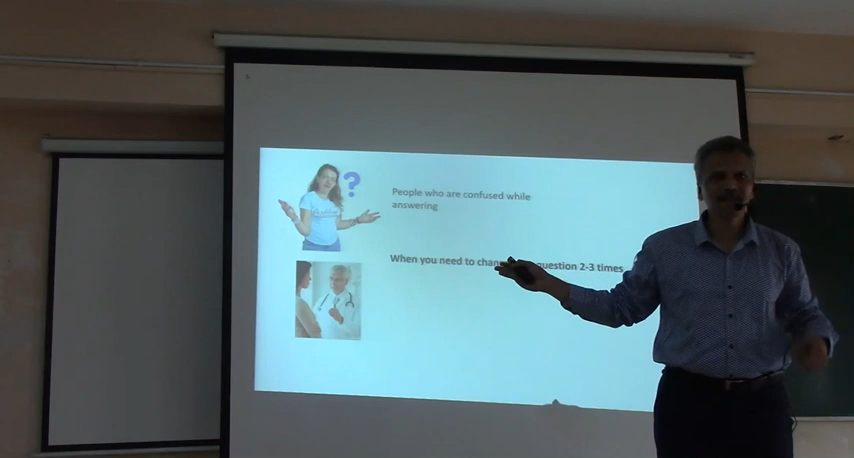 People who are confused while
answering
When you need to question 2-3 times
?